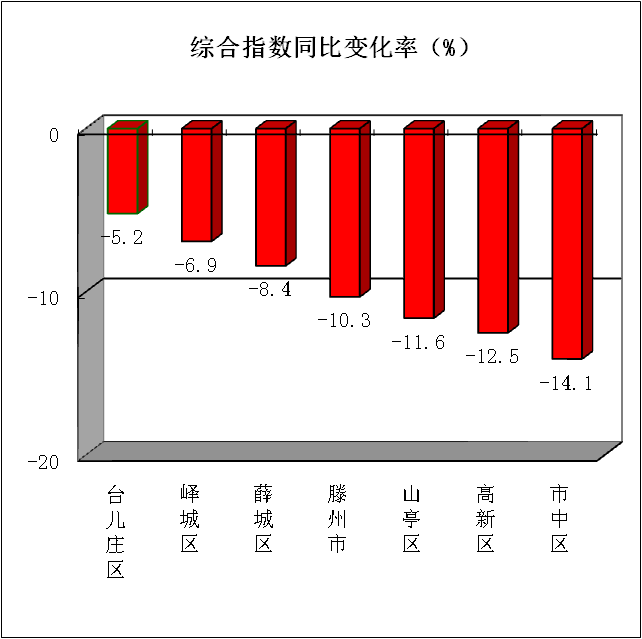 综合指数同比变化率（%）
0
-10
-20
-5.2
-6.9
-8.4
-10.3
-11.6
-12.5
-14.1
台儿庄区
峄城区
薛城区
滕州市
山亭区
高新区
市中区